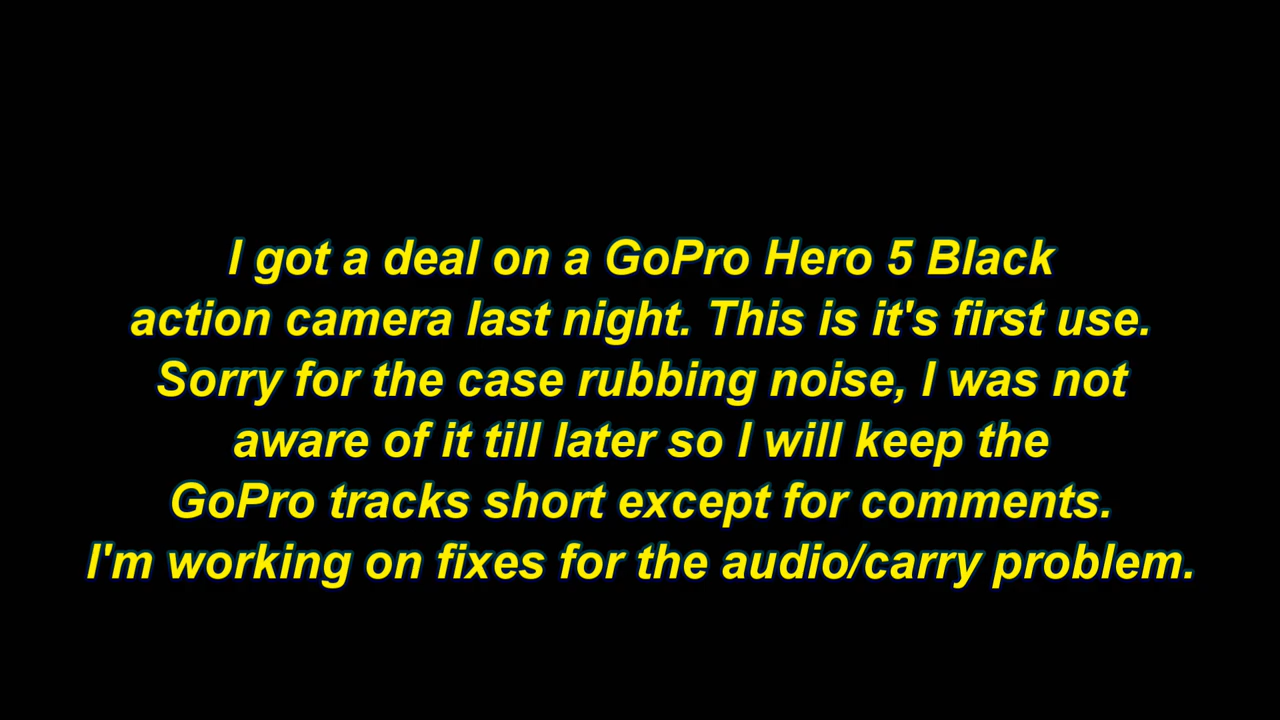 I got a deal on a GoPro Hero 5 Black
action camera last night. This is it's first use.
Sorry for the case rubbing noise, I was not
aware of it till later so I will keep the
GoPro tracks short except for comments.
I'm working on fixes for the audio/carry problem.